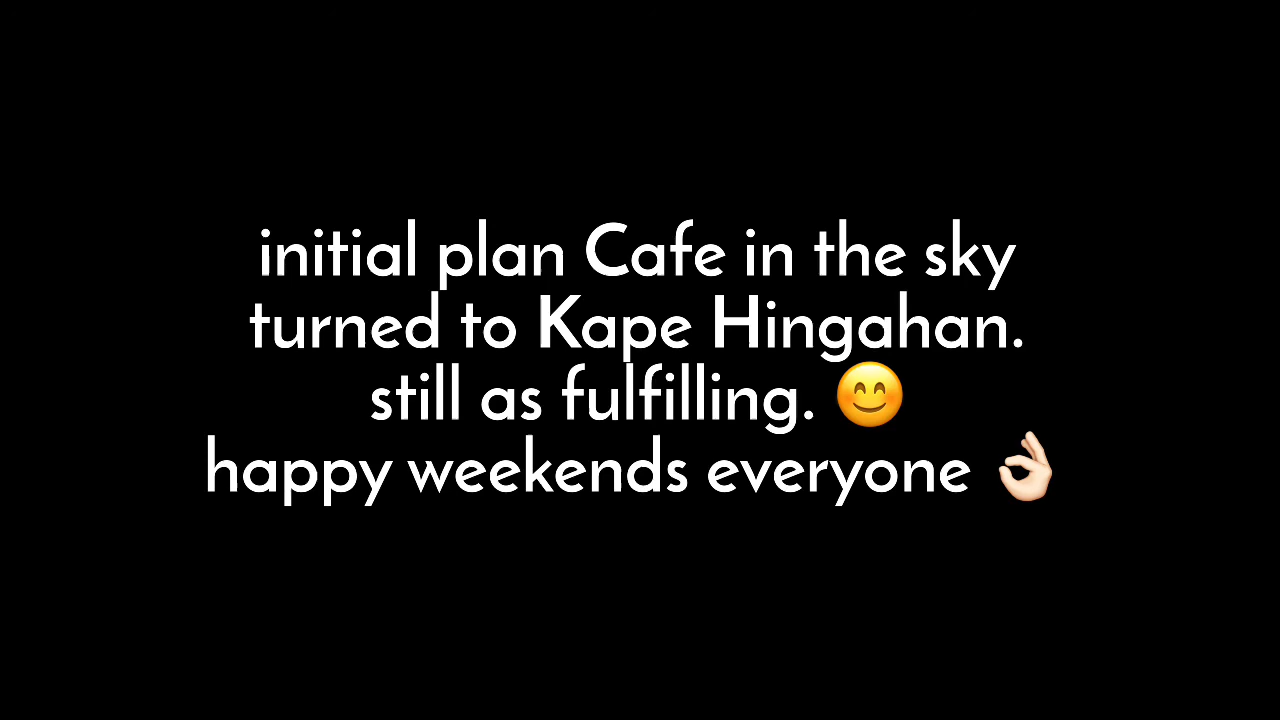 initial plan Cafe in the sky
turned to Kape Hingahan.
still as fulfilling. 😊
happy weekends everyone 👌🏻